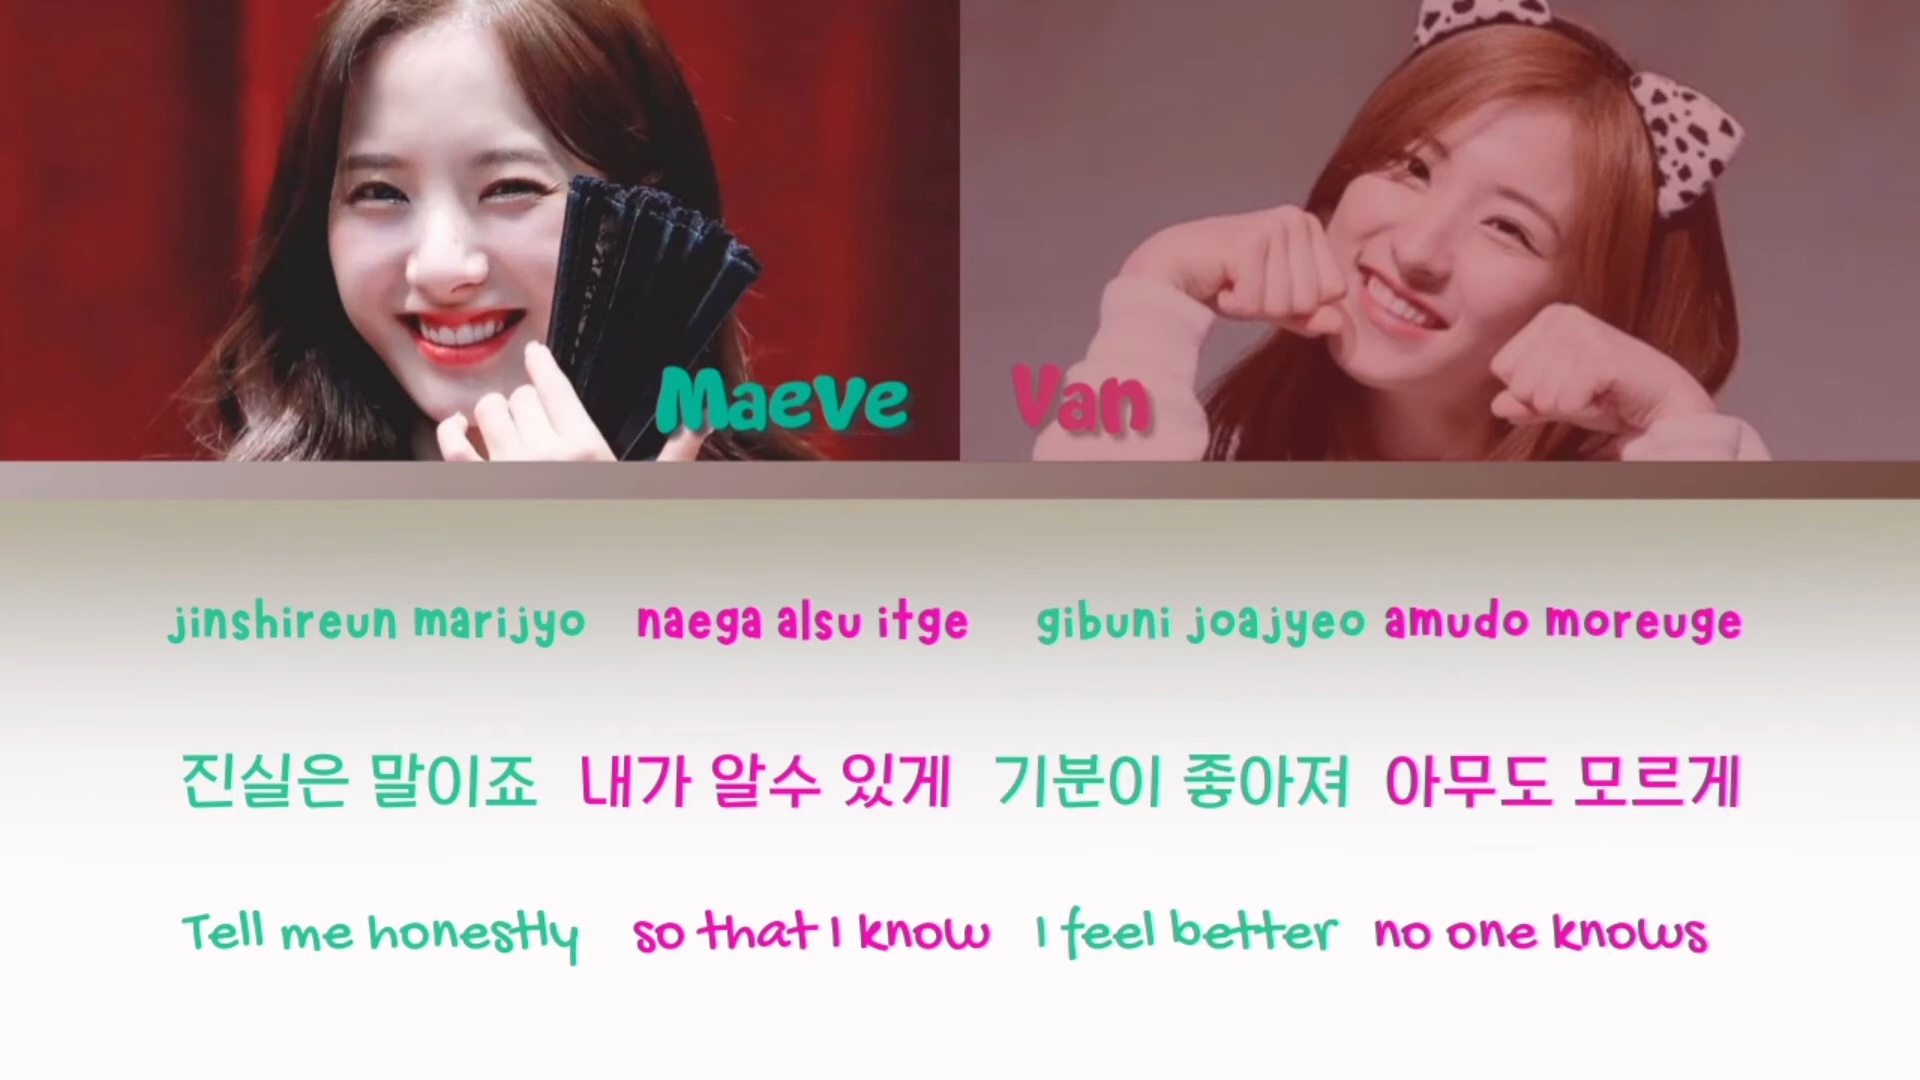 Maeve Van
jinshireun marijyo naega alsu itge gibuni joajyeo amudo moreuge
진실은 말이죠 내가 알수 있게 기분이 좋아져 아무도 모르게
Tell me honestly so that I know I feel better no one knows